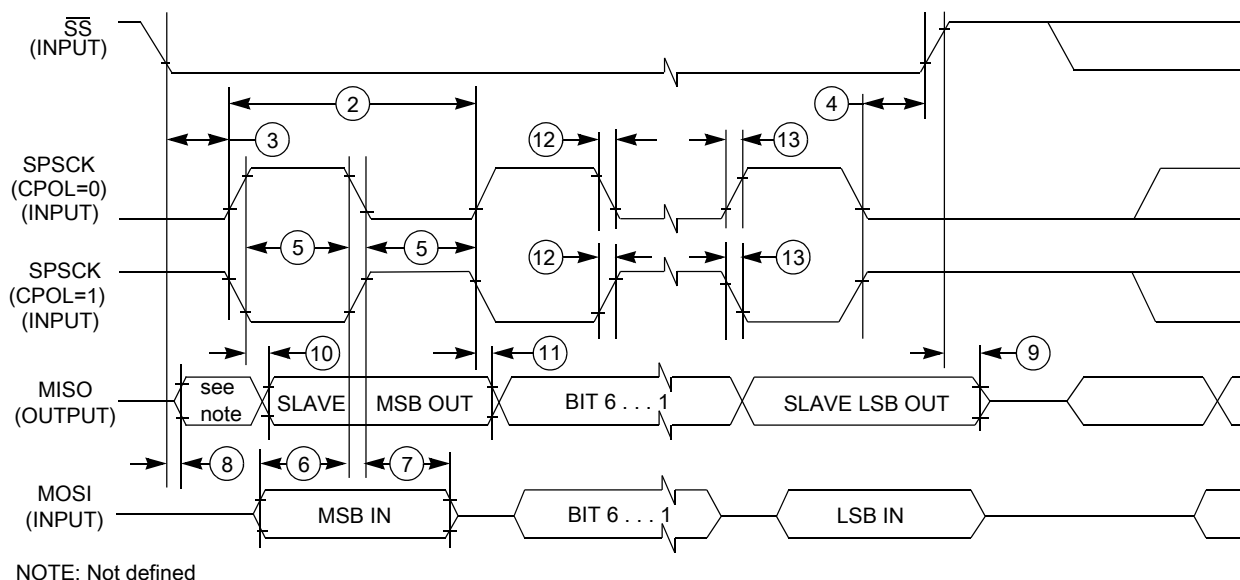 SS
(INPUT)
2
4
3
12
13
SPSCK
(CPOL=0)
(INPUT)
5
5
12
13
SPSCK
(CPOL=1)
(INPUT)
10
11
9
MISO
(OUTPUT)
see
note
SLAVE
MSB OUT
BIT 6 . . . 1
SLAVE LSB OUT
8
6
7
MOSI
(INPUT)
MSB IN
BIT 6 . . . 1
LSB IN
NOTE: Not defined